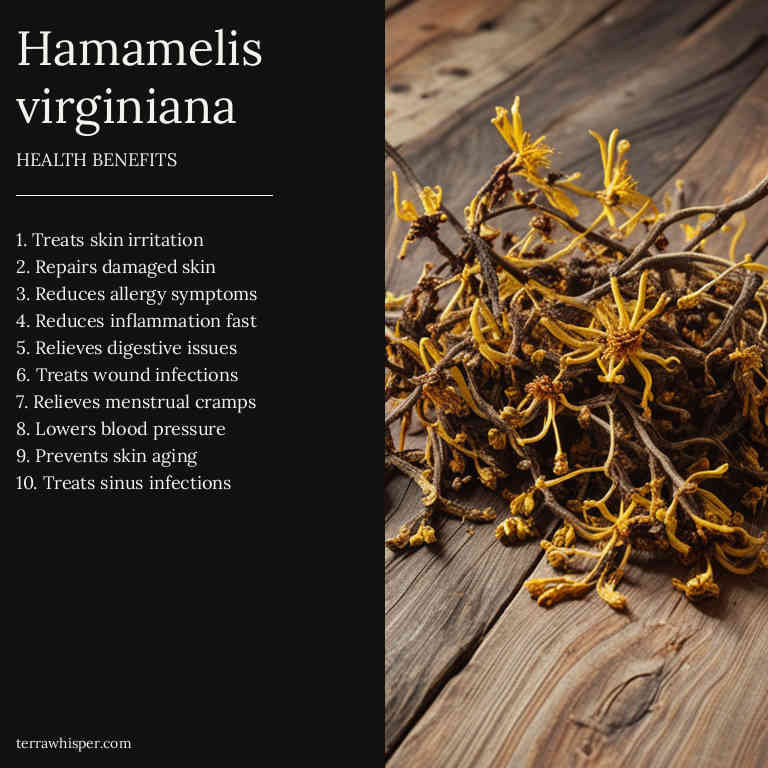 Hamamelis
virginiana
HEALTH BENEFITS
1. Treats skin irritation
2. Repairs damaged skin
3. Reduces allergy symptoms
4. Reduces inflammation fast
5. Relieves digestive issues
6. Treats wound infections
7. Relieves menstrual cramps
8. Lowers blood pressure
9. Prevents skin aging
10. Treats sinus infections
terrawhisper.com